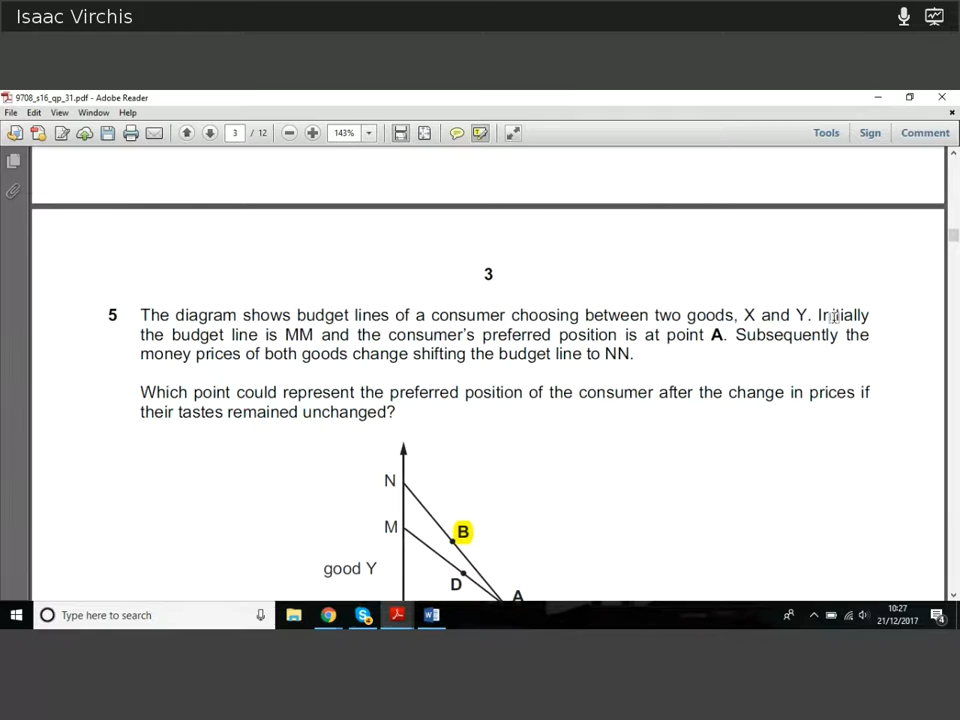 Isaac Virchis
9708_s16_qp_31.pdf - Adobe Reader
File Edit View Window Help
3 / 12 143% Tools Sign Comment
3
5 The diagram shows budget lines of a consumer choosing between two goods, X and Y. Initially
the budget line is MM and the consumer's preferred position is at point A. Subsequently the
money prices of both goods change shifting the budget line to NN.
Which point could represent the preferred position of the consumer after the change in prices if
their tastes remained unchanged?
N
M
B
good Y
D
A
Type here to search
10:27
21/12/2017
4